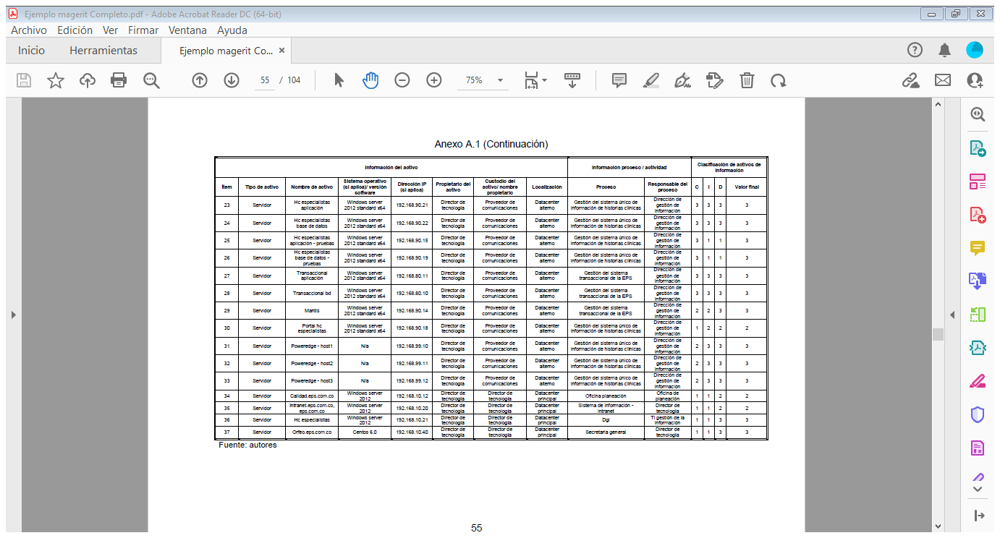 Ejemplo magerit Completo.pdf - Adobe Acrobat Reader DC (64-bit)
Archivo Edición Ver Firmar Ventana Ayuda
Inicio Herramientas Ejemplo magerit Co... ×
55 / 104 75%
Anexo A.1 (Continuación)
Información del activo Información proceso / actividad Clasificación de activos de información
Ítem Tipo de activo Nombre de activo Sistema operativo (si aplica)/ versión software Dirección IP (si aplica) Propietario del activo Custodio del activo/ nombre propietario Localización Proceso Responsable del proceso C I D Valor final
23 Servidor Hc especialistas aplicación Windows server 2012 standard x64 192.168.90.21 Director de tecnología Proveedor de comunicaciones Datacenter alterno Gestión del sistema único de información de historias clínicas Dirección de gestión de información 3 3 3 3
24 Servidor Hc especialistas base de datos Windows server 2012 standard x64 192.168.90.22 Director de tecnología Proveedor de comunicaciones Datacenter alterno Gestión del sistema único de información de historias clínicas Dirección de gestión de información 3 3 3 3
25 Servidor Hc especialistas aplicación - pruebas Windows server 2012 standard x64 192.168.90.15 Director de tecnología Proveedor de comunicaciones Datacenter alterno Gestión del sistema único de información de historias clínicas Dirección de gestión de información 3 1 1 3
26 Servidor Hc especialistas base de datos - pruebas Windows server 2012 standard x64 192.168.90.19 Director de tecnología Proveedor de comunicaciones Datacenter alterno Gestión del sistema único de información de historias clínicas Dirección de gestión de información 3 1 1 3
27 Servidor Transaccional aplicación Windows server 2012 standard x64 192.168.80.11 Director de tecnología Proveedor de comunicaciones Datacenter alterno Gestión del sistema transaccional de la EPS Dirección de gestión de información 3 3 3 3
28 Servidor Transaccional bd Windows server 2012 standard x64 192.168.80.10 Director de tecnología Proveedor de comunicaciones Datacenter alterno Gestión del sistema transaccional de la EPS Dirección de gestión de información 3 3 3 3
29 Servidor Mantis Windows server 2012 standard x64 192.168.90.14 Director de tecnología Proveedor de comunicaciones Datacenter alterno Gestión del sistema transaccional de la EPS Dirección de gestión de información 2 2 3 3
30 Servidor Portal hc especialistas Windows server 2012 standard x64 192.168.90.18 Director de tecnología Proveedor de comunicaciones Datacenter alterno Gestión del sistema único de información de historias clínicas Dirección de gestión de información 1 2 2 2
31 Servidor Poweredge - host1 N/a 192.168.99.10 Director de tecnología Proveedor de comunicaciones Datacenter alterno Gestión del sistema único de información de historias clínicas Dirección de gestión de información 2 3 3 3
32 Servidor Poweredge - host2 N/a 192.168.99.11 Director de tecnología Proveedor de comunicaciones Datacenter alterno Gestión del sistema único de información de historias clínicas Dirección de gestión de información 2 3 3 3
33 Servidor Poweredge - host3 N/a 192.168.99.12 Director de tecnología Proveedor de comunicaciones Datacenter alterno Gestión del sistema único de información de historias clínicas Dirección de gestión de información 2 3 3 3
34 Servidor Calidad.eps.com.co Windows server 2012 192.168.10.12 Director de tecnología Director de tecnología Datacenter principal Oficina planeación Oficina de planeación 1 1 2 2
35 Servidor Intranet.eps.com.co, eps.com.co Windows server 2012 192.168.10.20 Director de tecnología Director de tecnología Datacenter principal Sistema de información - intranet Director de tecnología 1 1 2 2
36 Servidor Hc especialistas Windows server 2012 192.168.10.21 Director de tecnología Director de tecnología Datacenter principal Dgi TI gestión de la información 1 1 3 3
37 Servidor Orfeo.eps.com.co Centos 6.0 192.168.10.40 Director de tecnología Director de tecnología Datacenter principal Secretaria general Director de tecnología 1 1 3 3
Fuente: autores
55